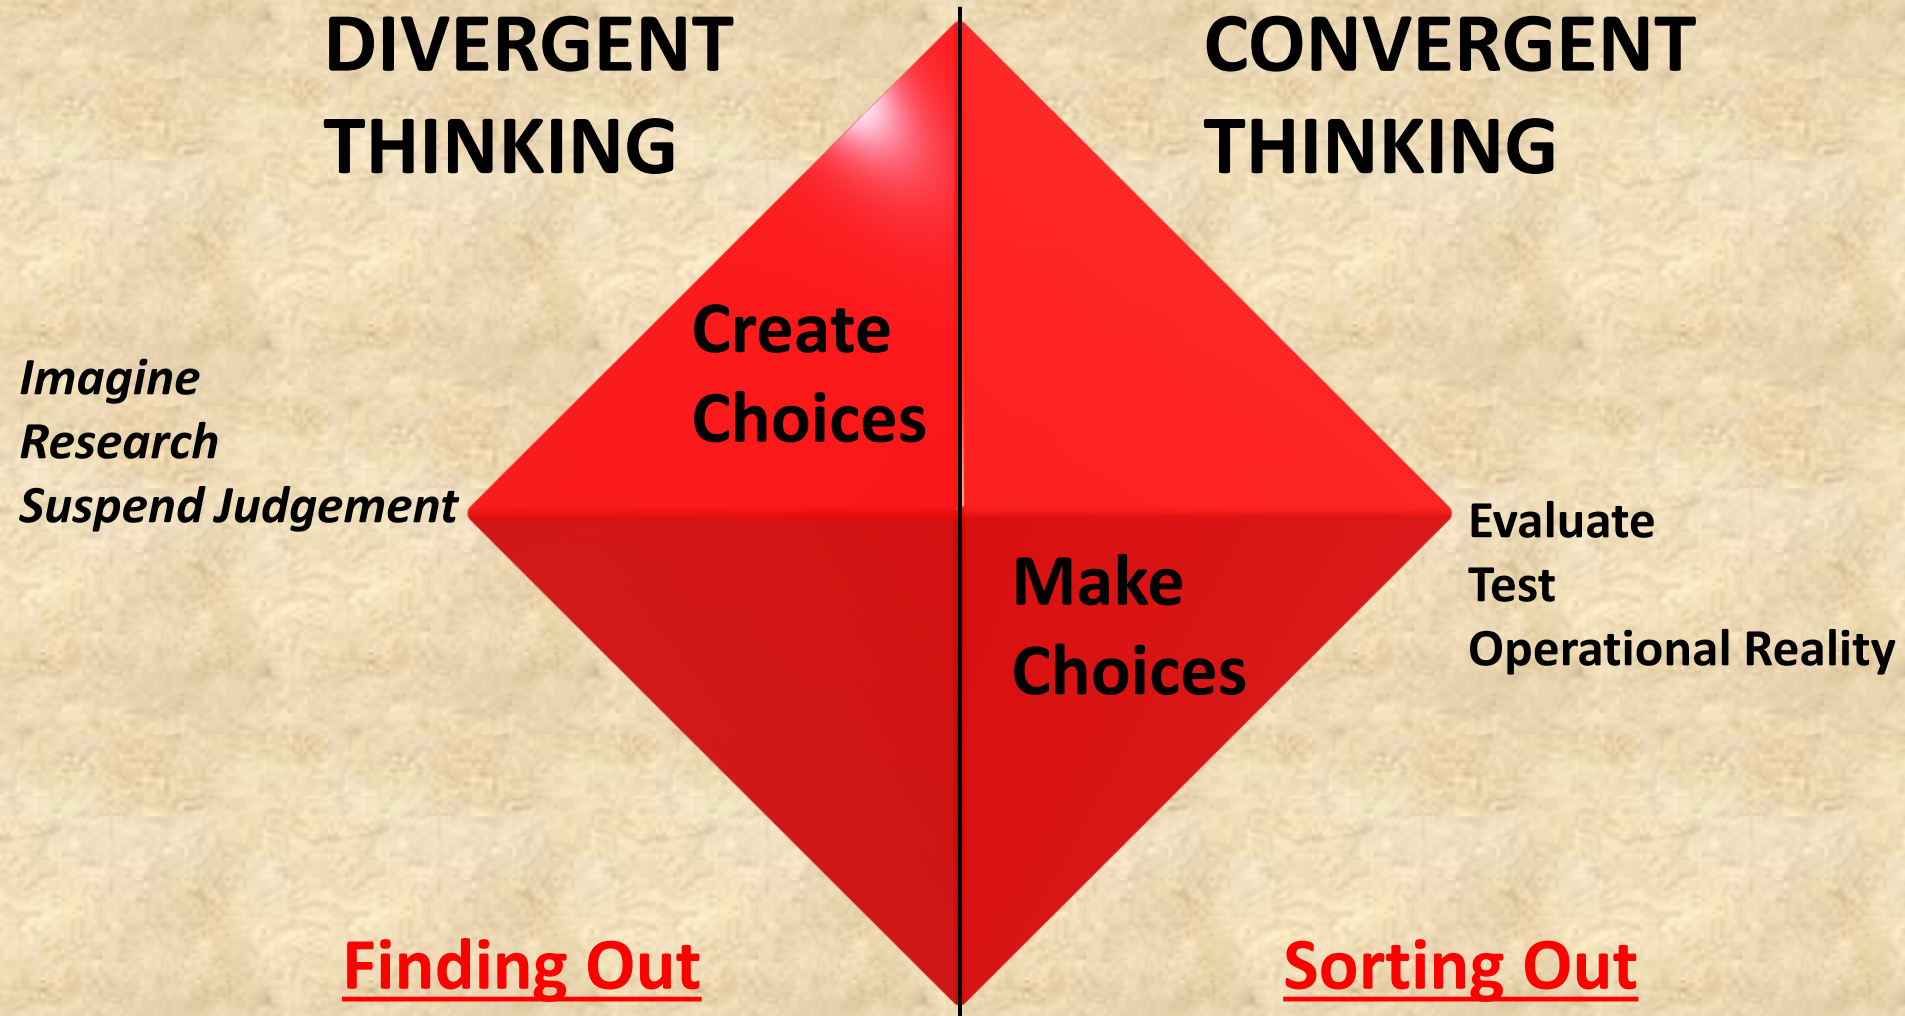 DIVERGENT
THINKING
Create
Choices
Imagine
Research
Suspend Judgement
Finding Out
CONVERGENT
THINKING
Make
Choices
Evaluate
Test
Operational Reality
Sorting Out